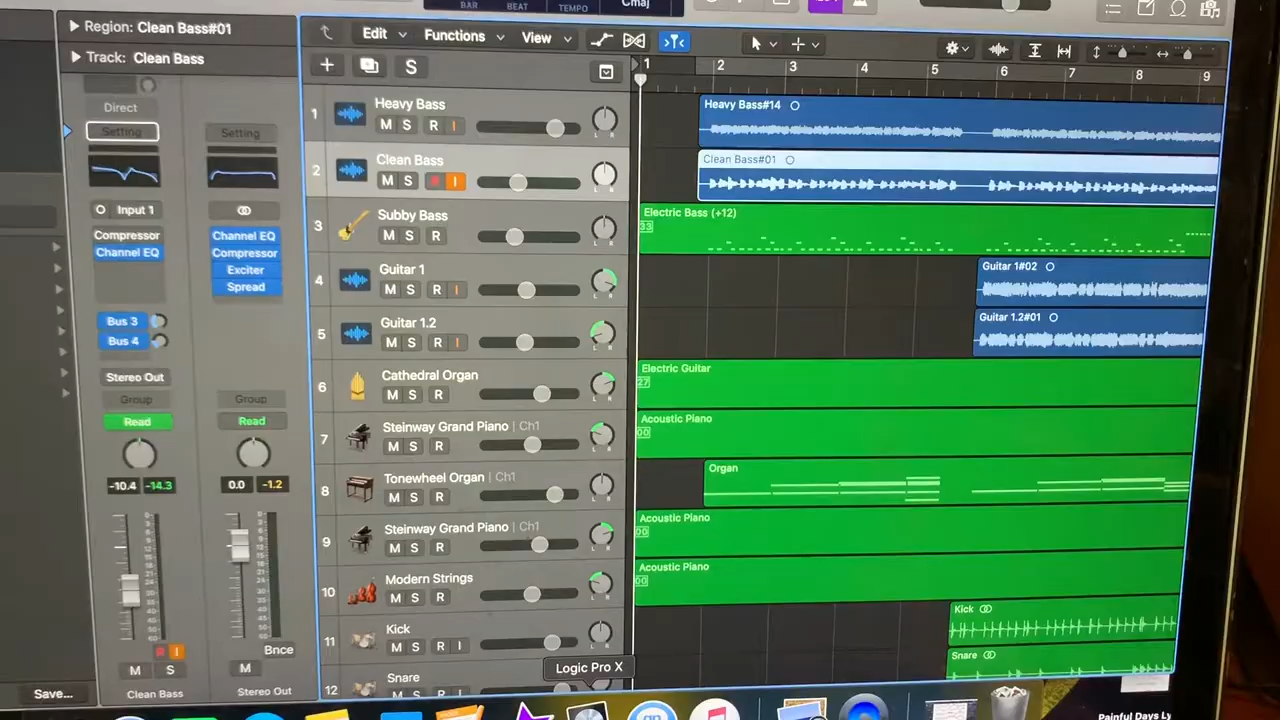 BAR BEAT TEMPO Cmaj
Region: Clean Bass#01
Track: Clean Bass
Edit Functions View
S
1 2 3 4 5 6 7 8 9
Direct
Setting Setting
Input 1
Compressor
Channel EQ
Channel EQ
Compressor
Exciter
Spread
Bus 3
Bus 4
Stereo Out
Group Group
Read Read
-10.4 -14.3 0.0 -1.2
R I
Bnce
M S M
Clean Bass Stereo Out
Save...
1 Heavy Bass
M S R I
L R
2 Clean Bass
M S R I
L R
3 Subby Bass
M S R
L R
4 Guitar 1
M S R I
L R
5 Guitar 1.2
M S R I
L R
6 Cathedral Organ
M S R
L R
7 Steinway Grand Piano | Ch1
M S R
L R
8 Tonewheel Organ | Ch1
M S R
L R
9 Steinway Grand Piano | Ch1
M S R
L R
10 Modern Strings
M S R
L R
11 Kick
M S R I
L R
12 Snare
M S R I
Heavy Bass#14
Clean Bass#01
Electric Bass (+12)
33
Guitar 1#02
Guitar 1.2#01
Electric Guitar
27
Acoustic Piano
00
Organ
Acoustic Piano
00
Acoustic Piano
00
Kick
Snare
Logic Pro X
Painful Days Ly